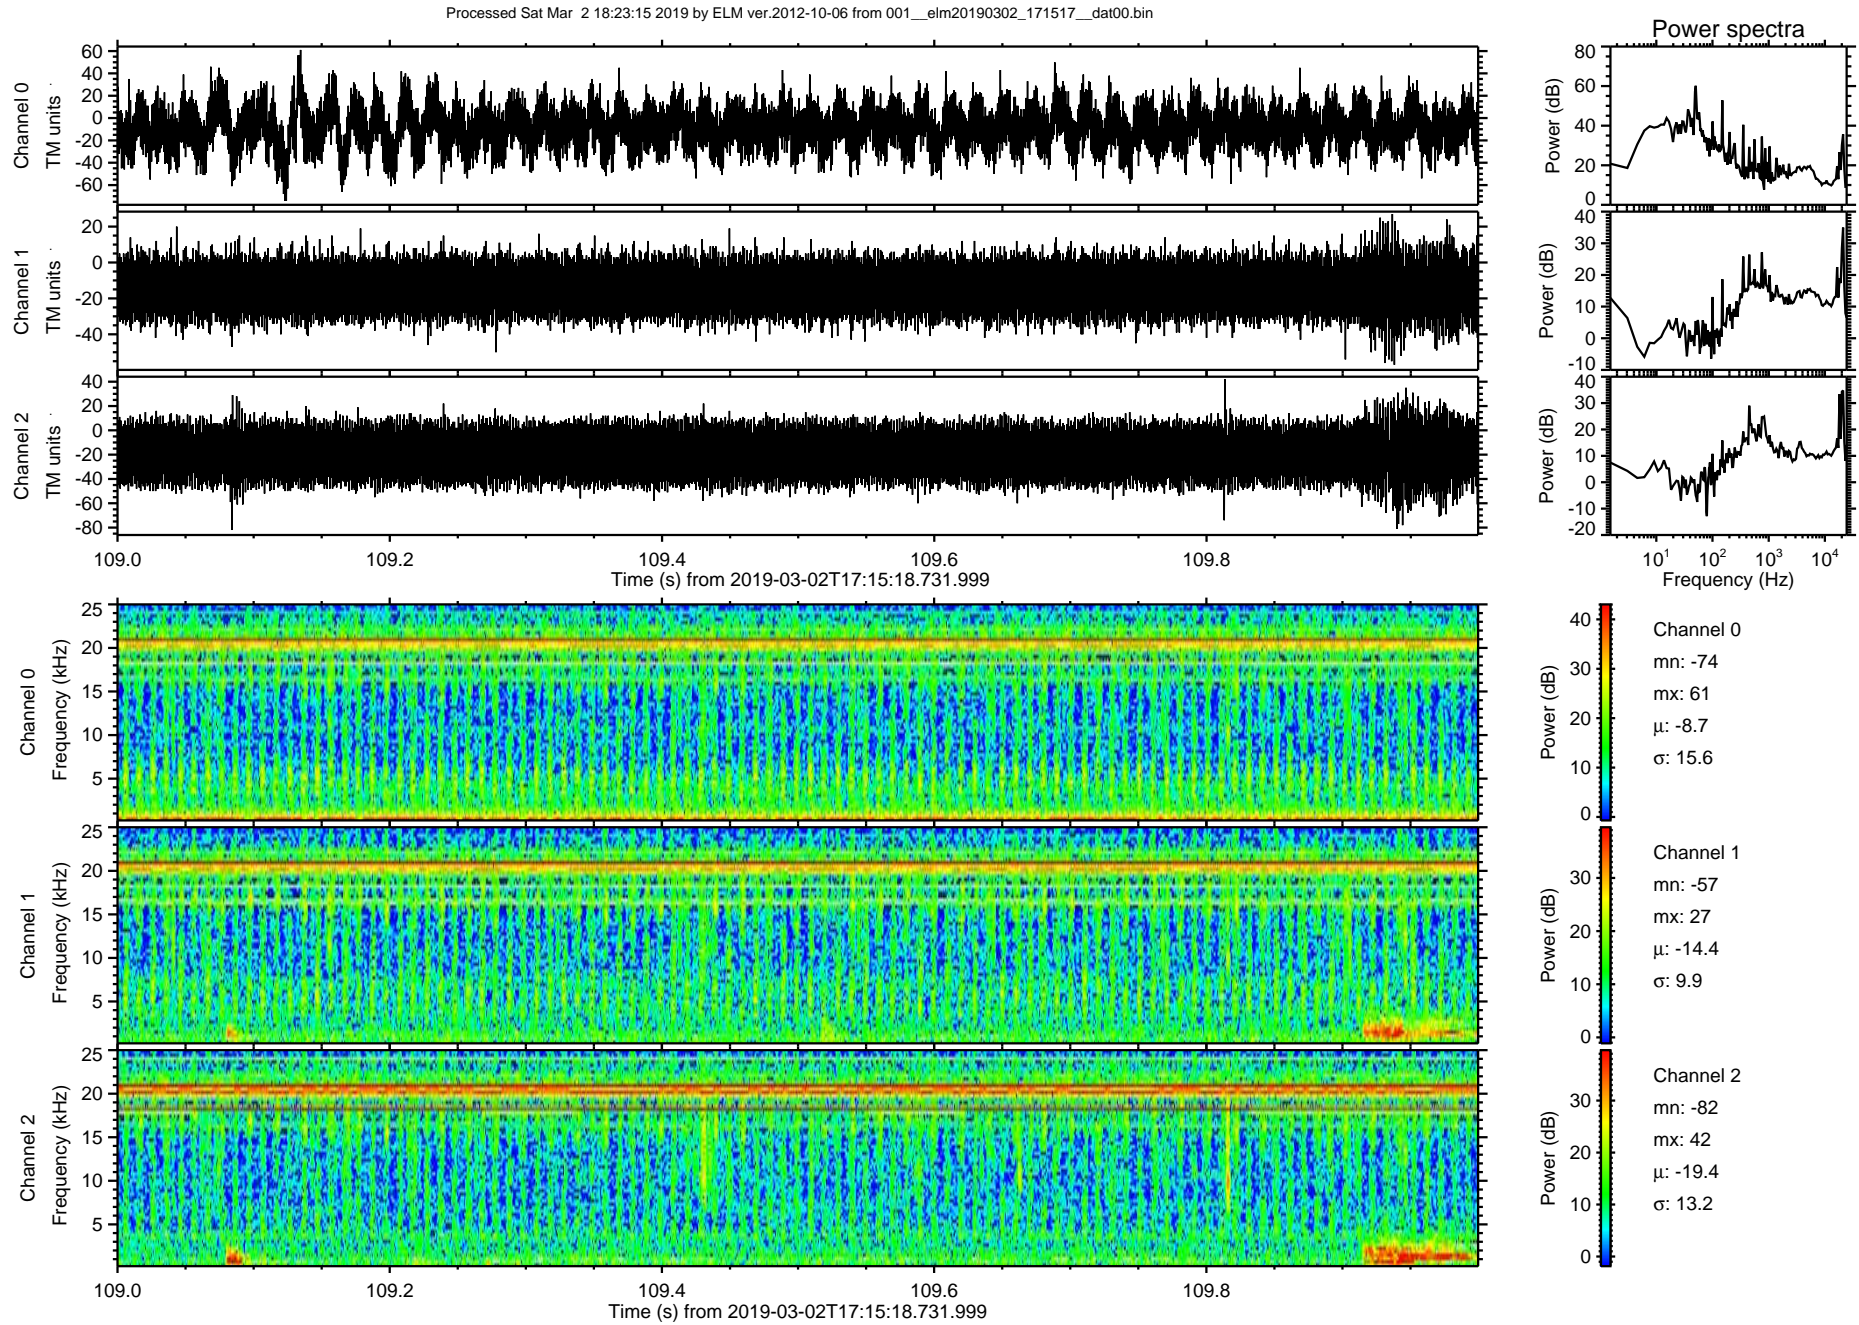 Processed Sat Mar  2 18:23:15 2019 by ELM ver.2012-10-06 from 001__elm20190302_171517__dat00.bin
Power spectra
Channel 0
TM units
60
40
20
0
-20
-40
-60
Power (dB)
80
60
40
20
0
Channel 1
TM units
20
0
-20
-40
Power (dB)
40
30
20
10
0
-10
Channel 2
TM units
40
20
0
-20
-40
-60
-80
Power (dB)
40
30
20
10
0
-10
-20
109.0 109.2 109.4 109.6 109.8
Time (s) from 2019-03-02T17:15:18.731.999
10¹ 10² 10³ 10⁴
Frequency (Hz)
Channel 0
Frequency (kHz)
25
20
15
10
5
Power (dB)
40
30
20
10
0
Channel 0
mn: -74
mx: 61
μ: -8.7
σ: 15.6
Channel 1
Frequency (kHz)
25
20
15
10
5
Power (dB)
30
20
10
0
Channel 1
mn: -57
mx: 27
μ: -14.4
σ: 9.9
Channel 2
Frequency (kHz)
25
20
15
10
5
Power (dB)
30
20
10
0
Channel 2
mn: -82
mx: 42
μ: -19.4
σ: 13.2
109.0 109.2 109.4 109.6 109.8
Time (s) from 2019-03-02T17:15:18.731.999